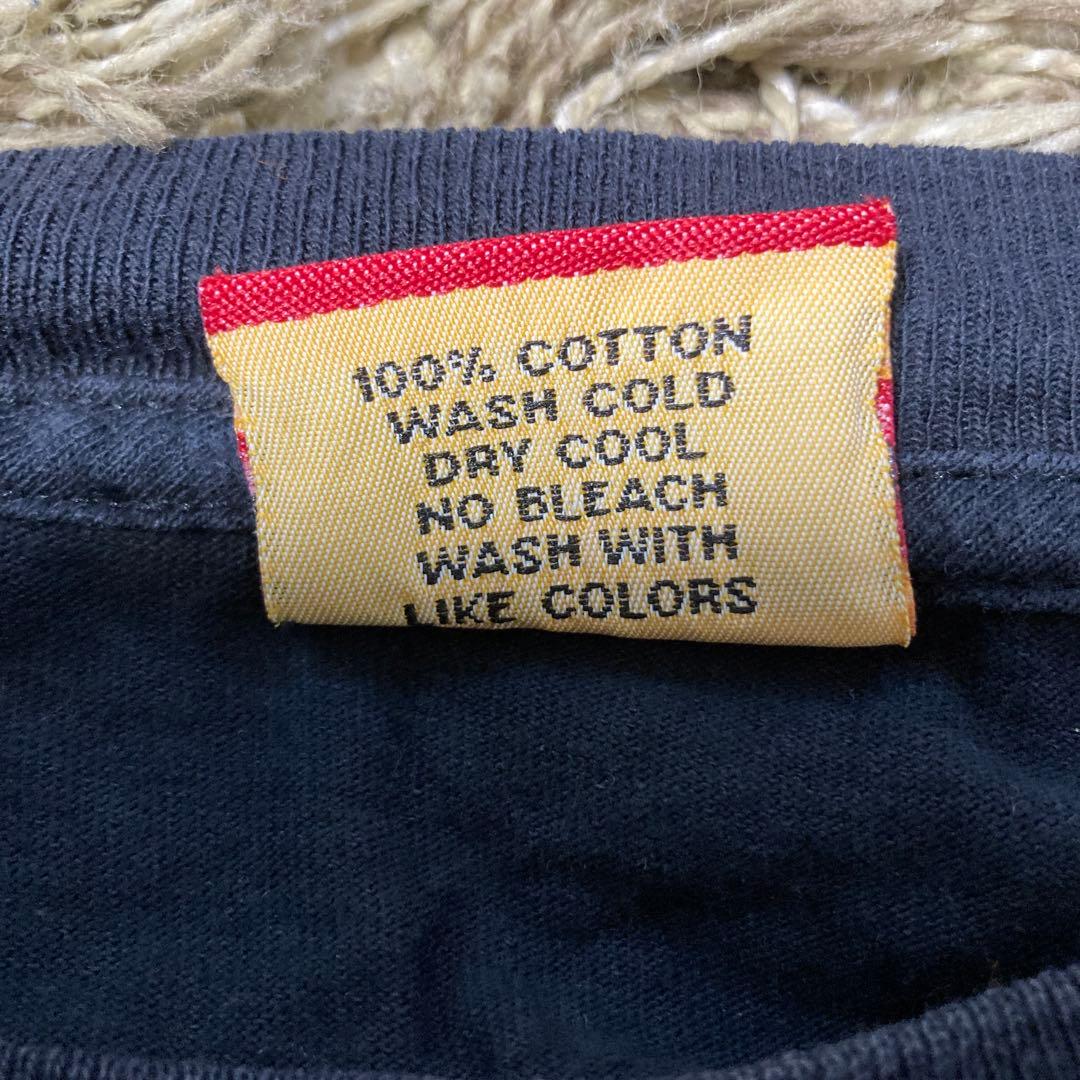 100% COTTON
WASH COLD
DRY COOL
NO BLEACH
WASH WITH
LIKE COLORS